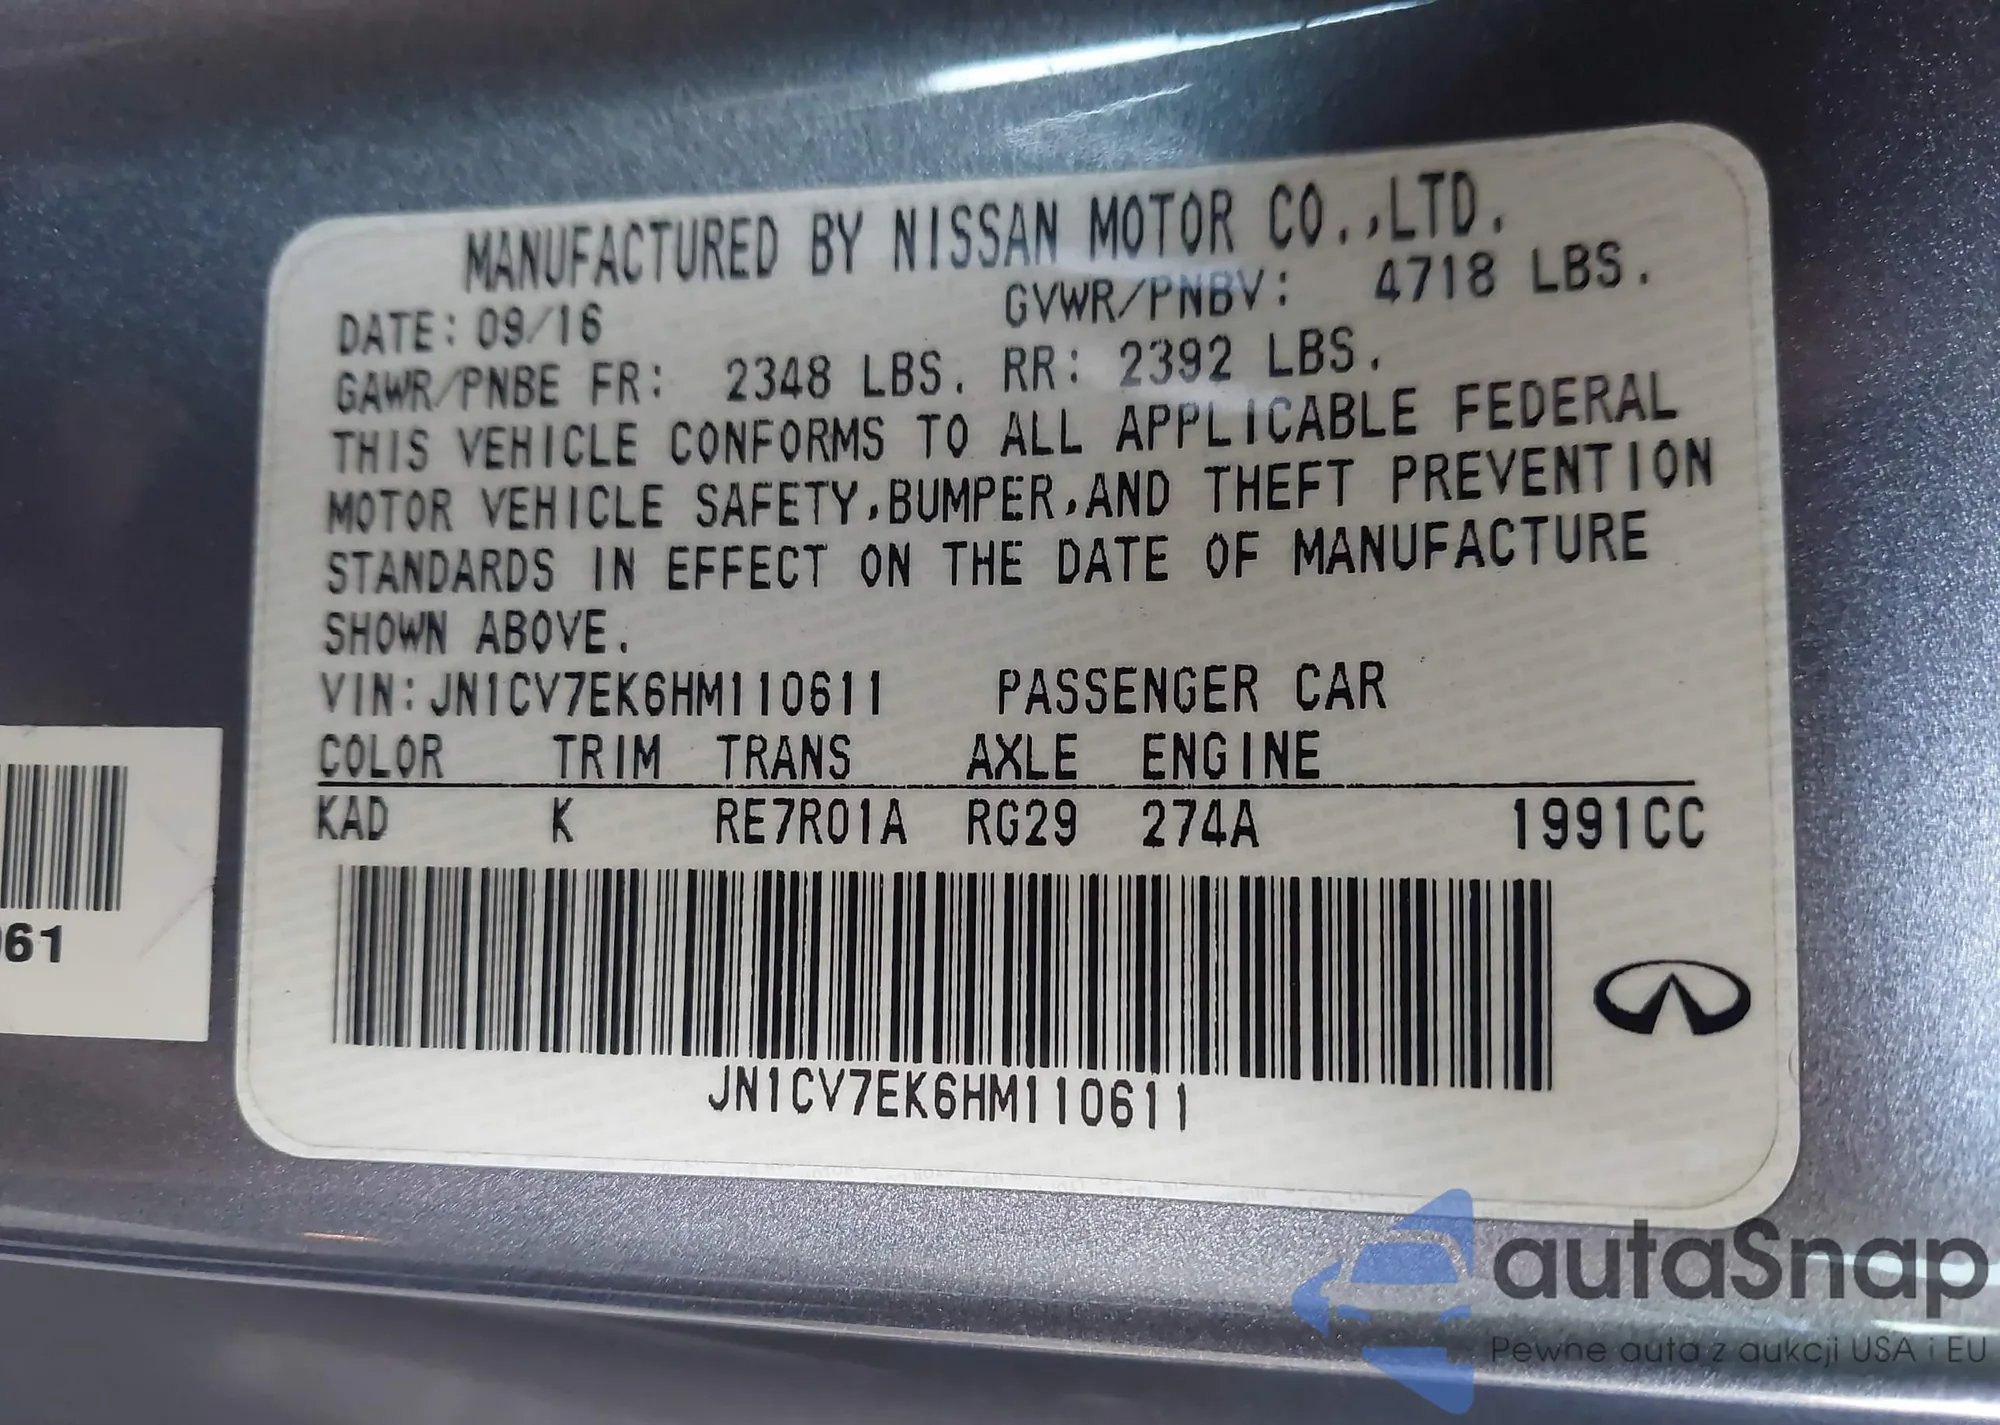 MANUFACTURED BY NISSAN MOTOR CO.,LTD.
DATE: 09/16 GVWR/PNBV: 4718 LBS.
GAWR/PNBE FR: 2348 LBS. RR: 2392 LBS.
THIS VEHICLE CONFORMS TO ALL APPLICABLE FEDERAL
MOTOR VEHICLE SAFETY,BUMPER,AND THEFT PREVENTION
STANDARDS IN EFFECT ON THE DATE OF MANUFACTURE
SHOWN ABOVE.
VIN:JN1CV7EK6HM110611 PASSENGER CAR
COLOR TRIM TRANS AXLE ENGINE
KAD K RE7R01A RG29 274A 1991CC
JN1CV7EK6HM110611
61
autaSnap
Pewne auta z aukcji USA i EU